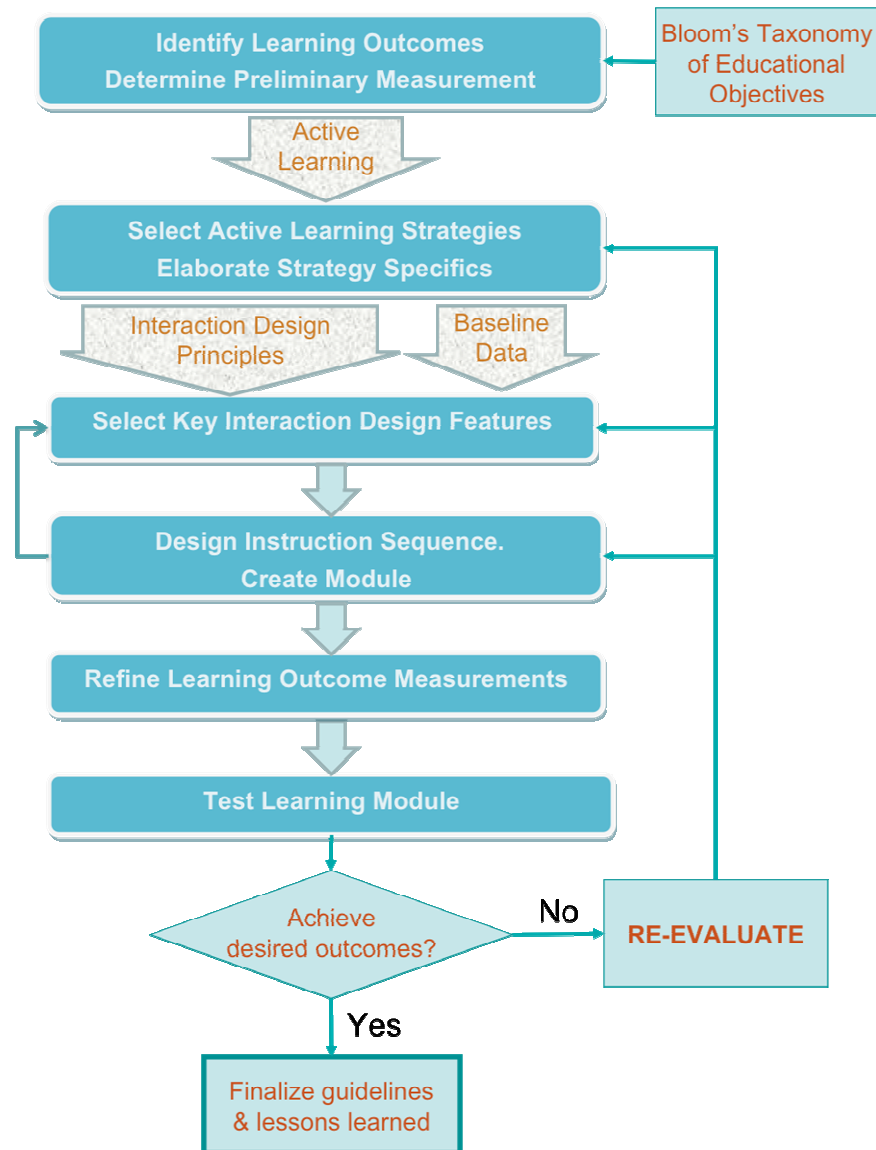 Identify Learning Outcomes
Determine Preliminary Measurement
Bloom's Taxonomy
of Educational
Objectives
Active
Learning
Select Active Learning Strategies
Elaborate Strategy Specifics
Interaction Design
Principles
Baseline
Data
Select Key Interaction Design Features
Design Instruction Sequence.
Create Module
Refine Learning Outcome Measurements
Test Learning Module
Achieve
desired outcomes?
No
RE-EVALUATE
Yes
Finalize guidelines
& lessons learned